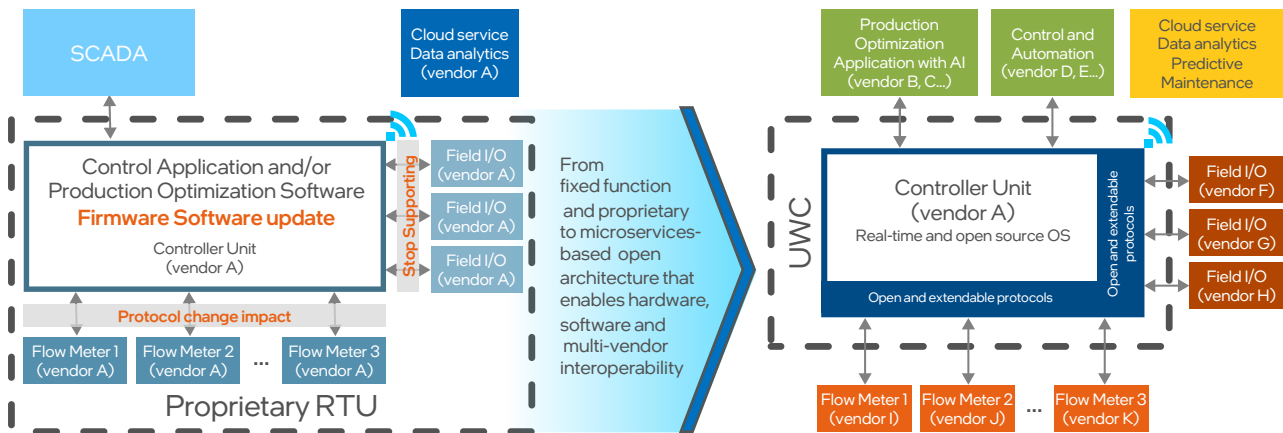 SCADA
Cloud service
Data analytics
(vendor A)
Control Application and/or
Production Optimization Software
Firmware Software update
Controller Unit
(vendor A)
Stop Supporting
Field I/O
(vendor A)
Field I/O
(vendor A)
Field I/O
(vendor A)
Protocol change impact
Flow Meter 1
(vendor A)
Flow Meter 2
(vendor A)
...
Flow Meter 3
(vendor A)
Proprietary RTU
From
fixed function
and proprietary
to microservices-
based open
architecture that
enables hardware,
software and
multi-vendor
interoperability
Production
Optimization
Application with AI
(vendor B, C...)
Control and
Automation
(vendor D, E...)
Cloud service
Data analytics
Predictive
Maintenance
UWC
Controller Unit
(vendor A)
Real-time and open source OS
Open and extendable protocols
Open and extendable
protocols
Field I/O
(vendor F)
Field I/O
(vendor G)
Field I/O
(vendor H)
Flow Meter 1
(vendor I)
Flow Meter 2
(vendor J)
...
Flow Meter 3
(vendor K)